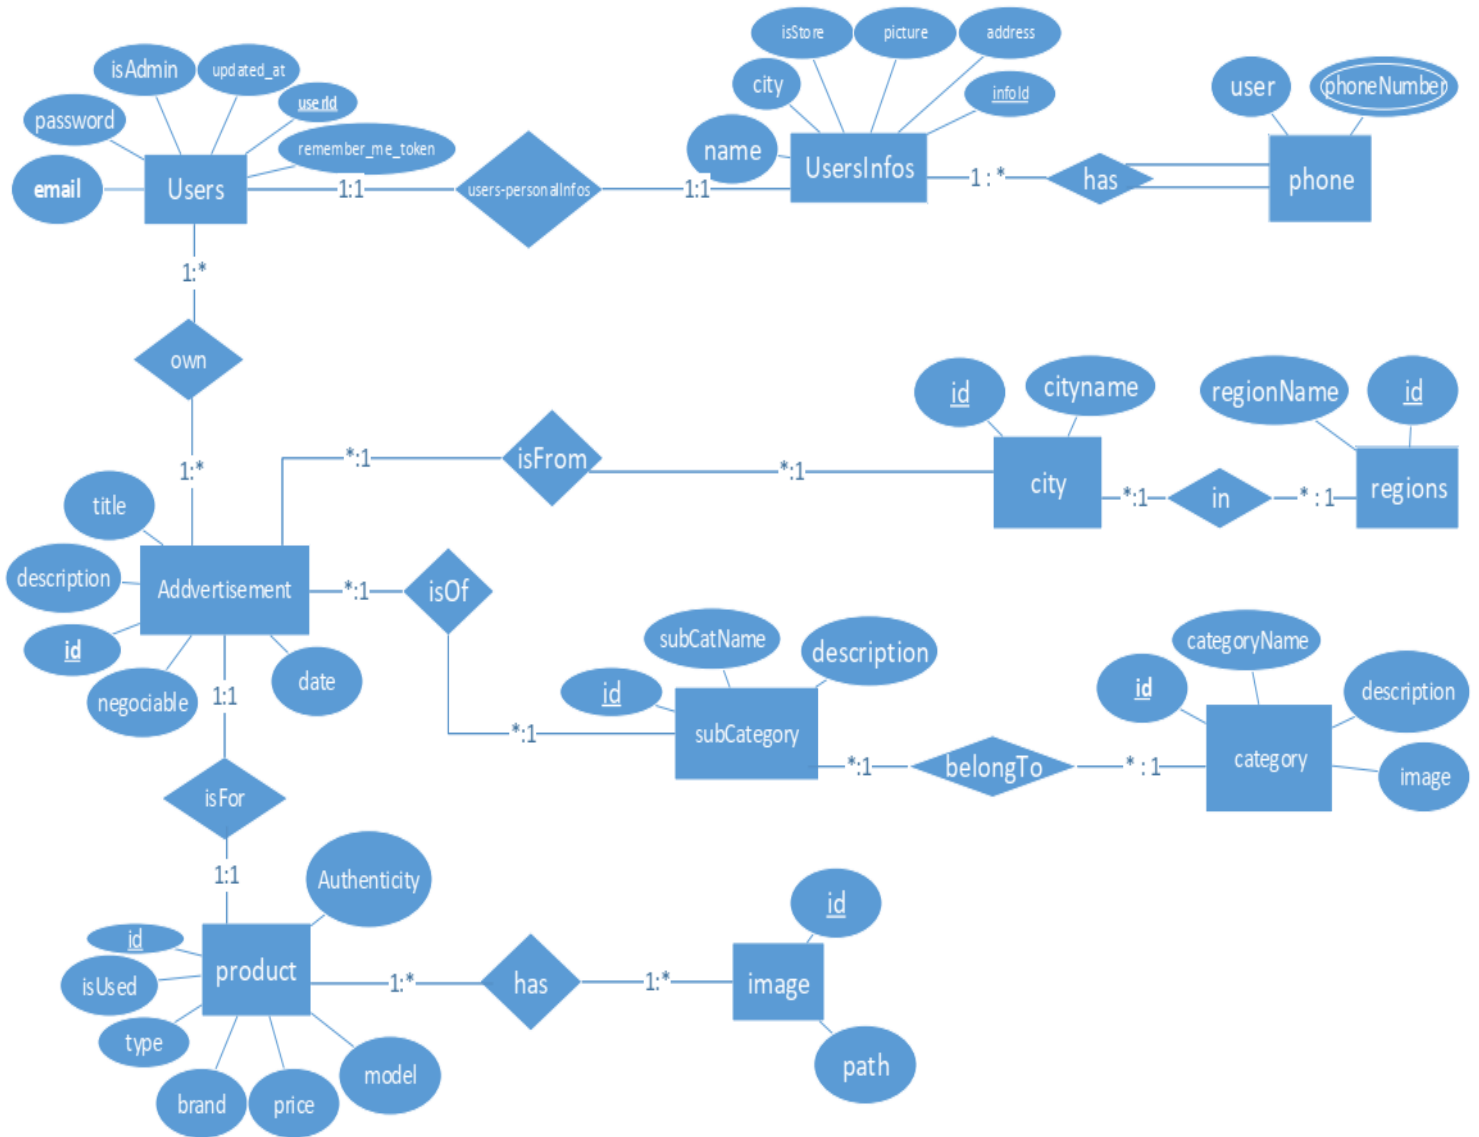 isStore
picture
address
isAdmin
updated_at
city
infoId
user
phoneNumber
userId
password
remember_me_token
name
email
Users
1:1
users-personalInfos
1:1
UsersInfos
1 : *
has
phone
1:*
own
id
cityname
regionName
id
1:*
*:1
isFrom
*:1
city
*:1
in
* : 1
regions
title
description
Addvertisement
*:1
isOf
id
negociable
date
subCatName
description
categoryName
id
id
description
1:1
*:1
subCategory
*:1
belongTo
* : 1
category
image
isFor
1:1
Authenticity
id
id
isUsed
product
1:*
has
1:*
image
type
model
path
brand
price